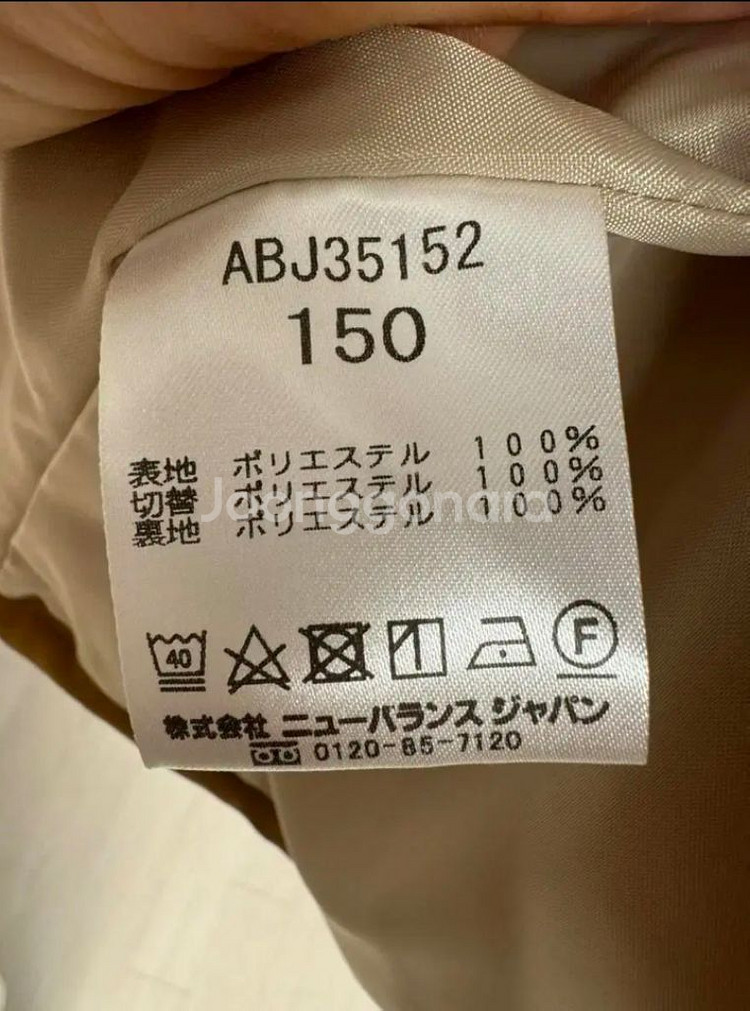 ABJ35152
150
表地 ポリエステル 100%
切替 ポリエステル 100%
裏地 ポリエステル 100%
Joonggonara
40 F
株式会社 ニューバランス ジャパン
0120-85-7120